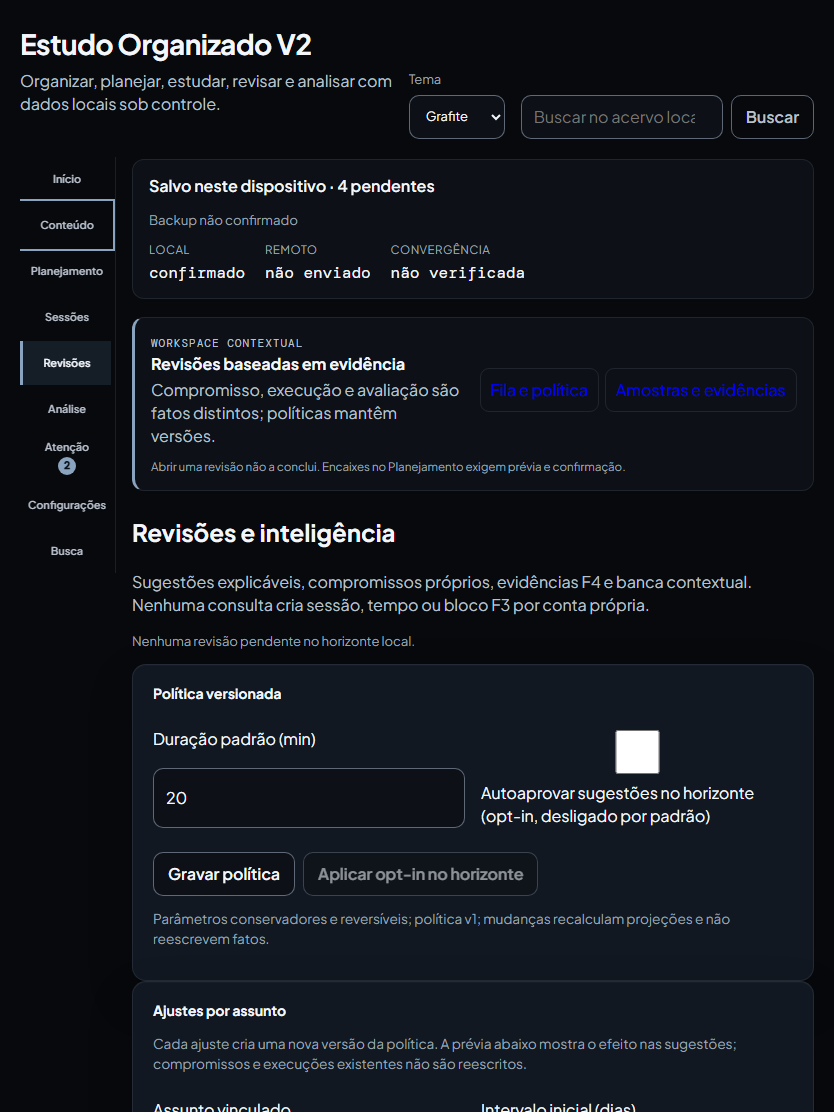 Estudo Organizado V2
Organizar, planejar, estudar, revisar e analisar com
dados locais sob controle.
Tema
Grafite
Buscar no acervo loca
Buscar
Início
Conteúdo
Planejamento
Sessões
Revisões
Análise
Atenção
2
Configurações
Busca
Salvo neste dispositivo · 4 pendentes
Backup não confirmado
LOCAL
REMOTO
CONVERGÊNCIA
confirmado
não enviado
não verificada
WORKSPACE CONTEXTUAL
Revisões baseadas em evidência
Compromisso, execução e avaliação são
fatos distintos; políticas mantêm
versões.
Fila e política
Amostras e evidências
Abrir uma revisão não a conclui. Encaixes no Planejamento exigem prévia e confirmação.
Revisões e inteligência
Sugestões explicáveis, compromissos próprios, evidências F4 e banca contextual.
Nenhuma consulta cria sessão, tempo ou bloco F3 por conta própria.
Nenhuma revisão pendente no horizonte local.
Política versionada
Duração padrão (min)
20
Autoaprovar sugestões no horizonte
(opt-in, desligado por padrão)
Gravar política
Aplicar opt-in no horizonte
Parâmetros conservadores e reversíveis; política v1; mudanças recalculam projeções e não
reescrevem fatos.
Ajustes por assunto
Cada ajuste cria uma nova versão da política. A prévia abaixo mostra o efeito nas sugestões;
compromissos e execuções existentes não são reescritos.
Assunto vinculado
Intervalo inicial (dias)